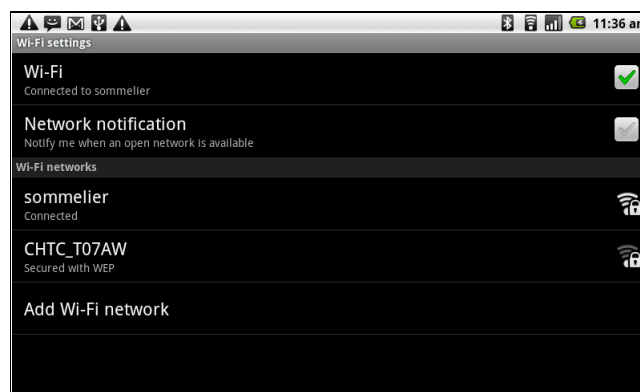 11:36 am
Wi-Fi settings
Wi-Fi
Connected to sommelier
Network notification
Notify me when an open network is available
Wi-Fi networks
sommelier
Connected
CHTC_T07AW
Secured with WEP
Add Wi-Fi network